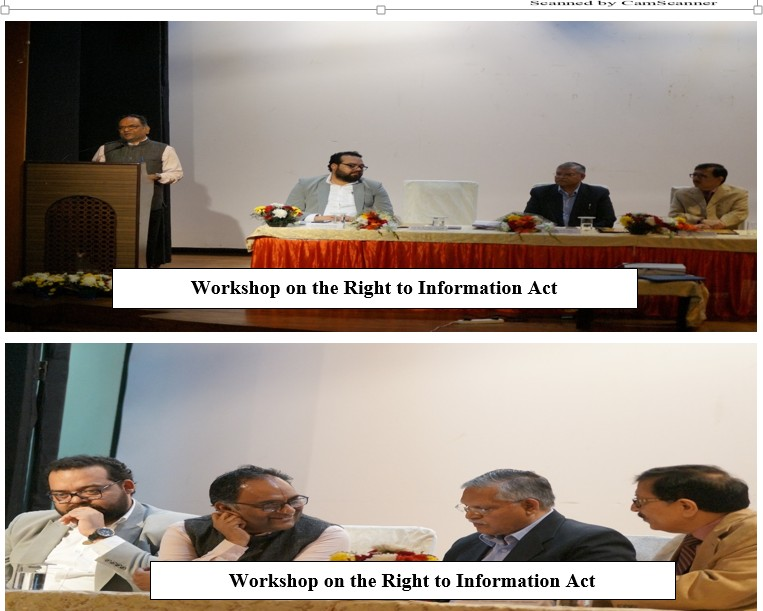 Scanned by CamScanner
Workshop on the Right to Information Act
Workshop on the Right to Information Act